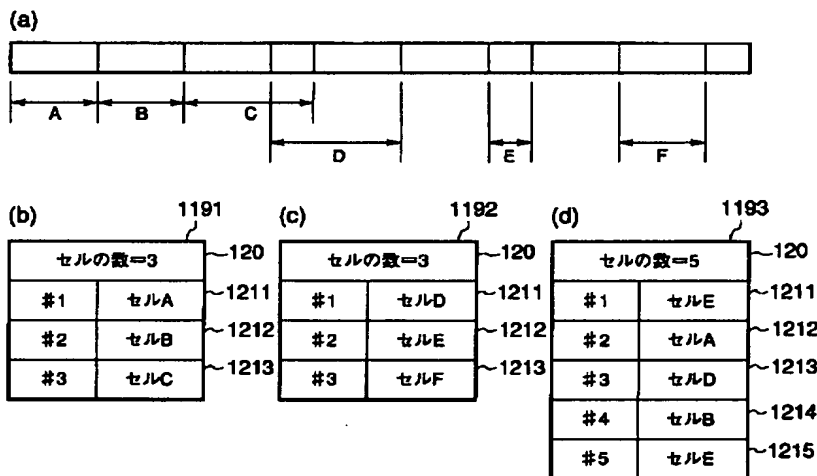 (a)
A B C
D E F
(b) 1191 (c) 1192 (d) 1193
セルの数=3 120 セルの数=3 120 セルの数=5 120
#1 セルA 1211 #1 セルD 1211 #1 セルE 1211
#2 セルB 1212 #2 セルE 1212 #2 セルA 1212
#3 セルC 1213 #3 セルF 1213 #3 セルD 1213
#4 セルB 1214
#5 セルE 1215